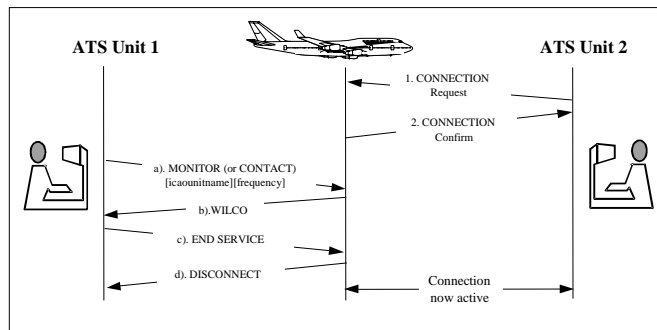 ATS Unit 1
ATS Unit 2
1. CONNECTION
Request
2. CONNECTION
Confirm
a). MONITOR (or CONTACT)
[icaounitname][frequency]
b).WILCO
c). END SERVICE
d). DISCONNECT
Connection
now active